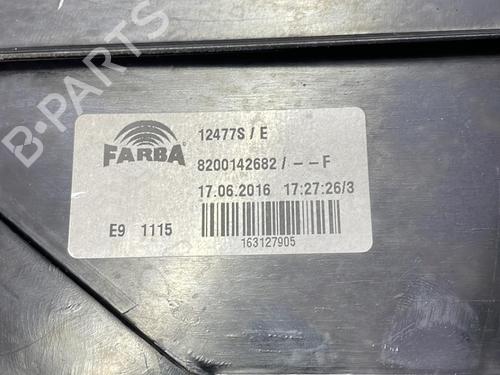 B-PARTS
12477S / E
FARBA
8200142682 / - - F
17.06.2016 17:27:26/3
E9 1115
163127905